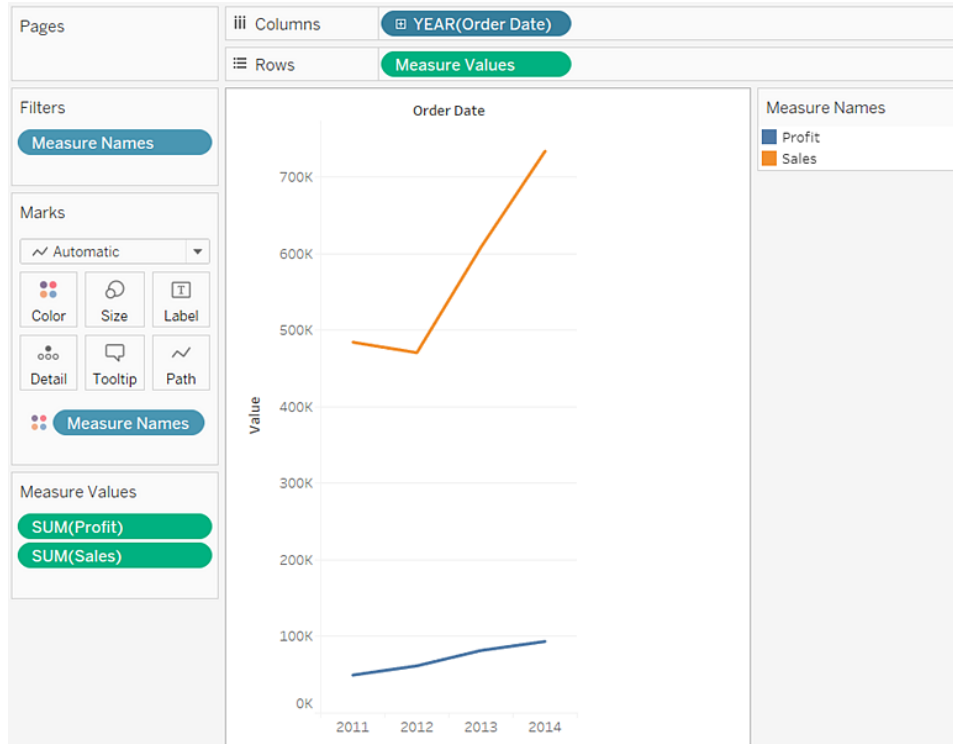 Pages
Columns
YEAR(Order Date)
Rows
Measure Values
Filters
Measure Names
Marks
Automatic
Color
Size
Label
Detail
Tooltip
Path
Measure Names
Measure Values
SUM(Profit)
SUM(Sales)
Order Date
Value
700K
600K
500K
400K
300K
200K
100K
0K
2011 2012 2013 2014
Measure Names
Profit
Sales